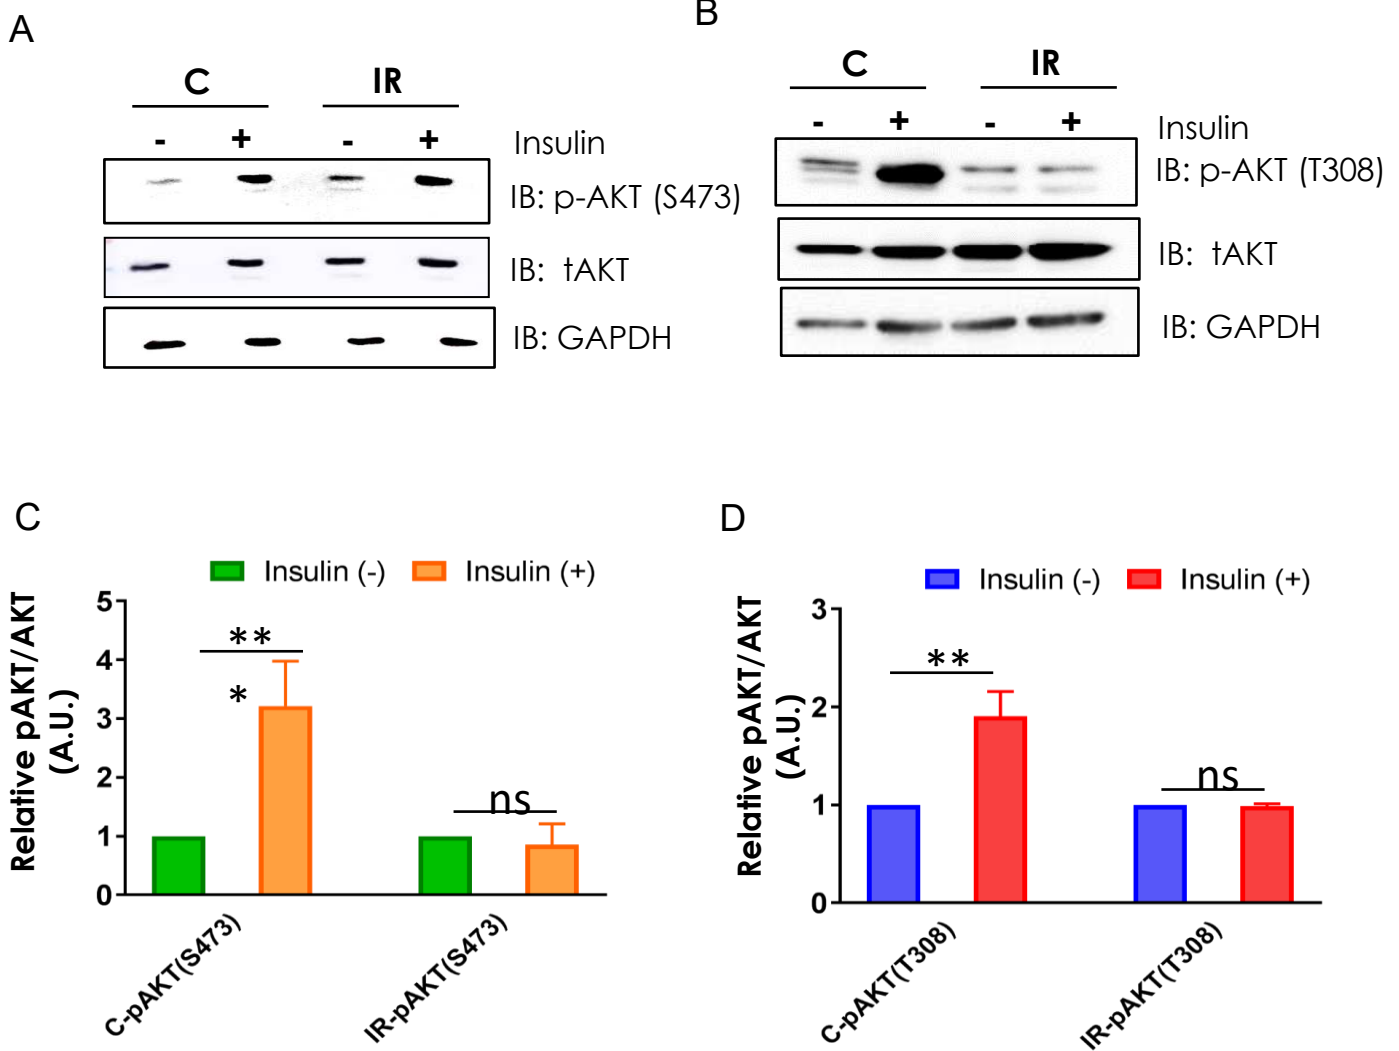 A
C IR
- + - + Insulin
IB: p-AKT (S473)
IB: tAKT
IB: GAPDH
B
C IR
- + - + Insulin
IB: p-AKT (T308)
IB: tAKT
IB: GAPDH
C
Insulin (-) Insulin (+)
Relative pAKT/AKT
(A.U.)
5
4
3
2
1
0
**
*
ns
C-pAKT(S473)
IR-pAKT(S473)
D
Insulin (-) Insulin (+)
Relative pAKT/AKT
(A.U.)
3
2
1
0
**
ns
C-pAKT(T308)
IR-pAKT(T308)